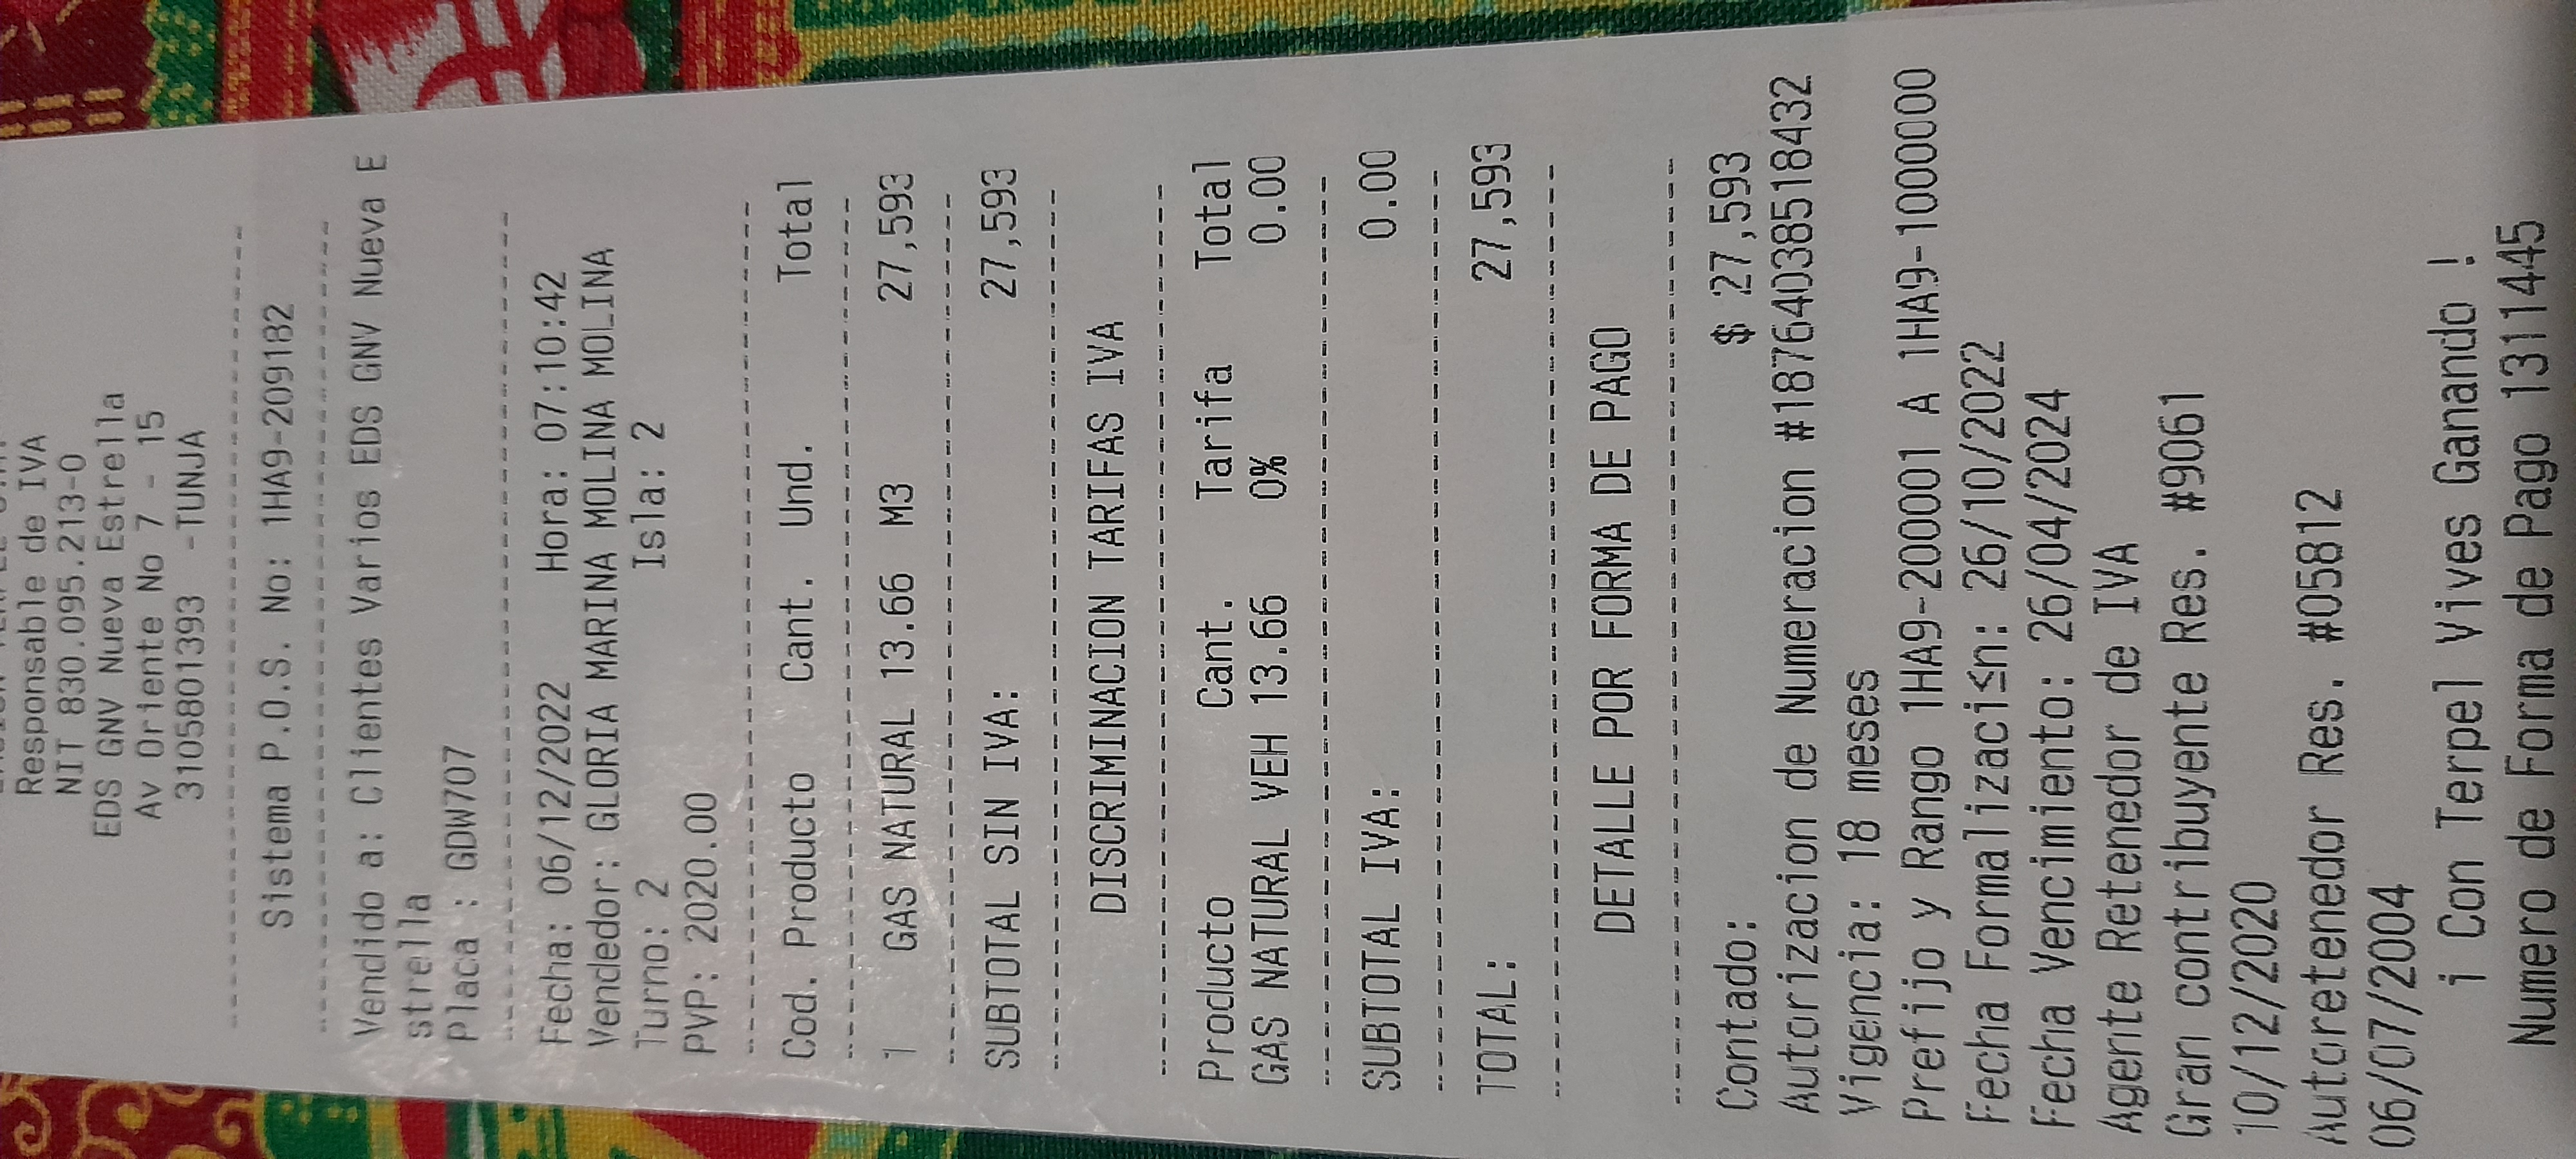 Responsable de IVA
NIT 830.095.213-0
EDS GNV Nueva Estrella
Av Oriente No 7 - 15
3105801393 -TUNJA
Sistema P.O.S. No: 1HA9-209182
Vendido a: Clientes Varios EDS GNV Nueva E
strella
Placa : GDW707
Fecha: 06/12/2022 Hora: 07:10:42
Vendedor: GLORIA MARINA MOLINA MOLINA
Turno: 2 Isla: 2
PVP: 2020.00
Cod. Producto Cant. Und. Total
1 GAS NATURAL 13.66 M3 27,593
SUBTOTAL SIN IVA: 27,593
DISCRIMINACION TARIFAS IVA
Producto Cant. Tarifa Total
GAS NATURAL VEH 13.66 0% 0.00
SUBTOTAL IVA: 0.00
TOTAL: 27,593
DETALLE POR FORMA DE PAGO
Contado: $ 27,593
Autorizacion de Numeracion #18764038518432
Vigencia: 18 meses
Prefijo y Rango 1HA9-200001 A 1HA9-1000000
Fecha Formalizaci≤n: 26/10/2022
Fecha Vencimiento: 26/04/2024
Agente Retenedor de IVA
Gran contribuyente Res. #9061
10/12/2020
Autoretenedor Res. #05812
06/07/2004
¡ Con Terpel Vives Ganando !
Numero de Forma de Pago 1311445